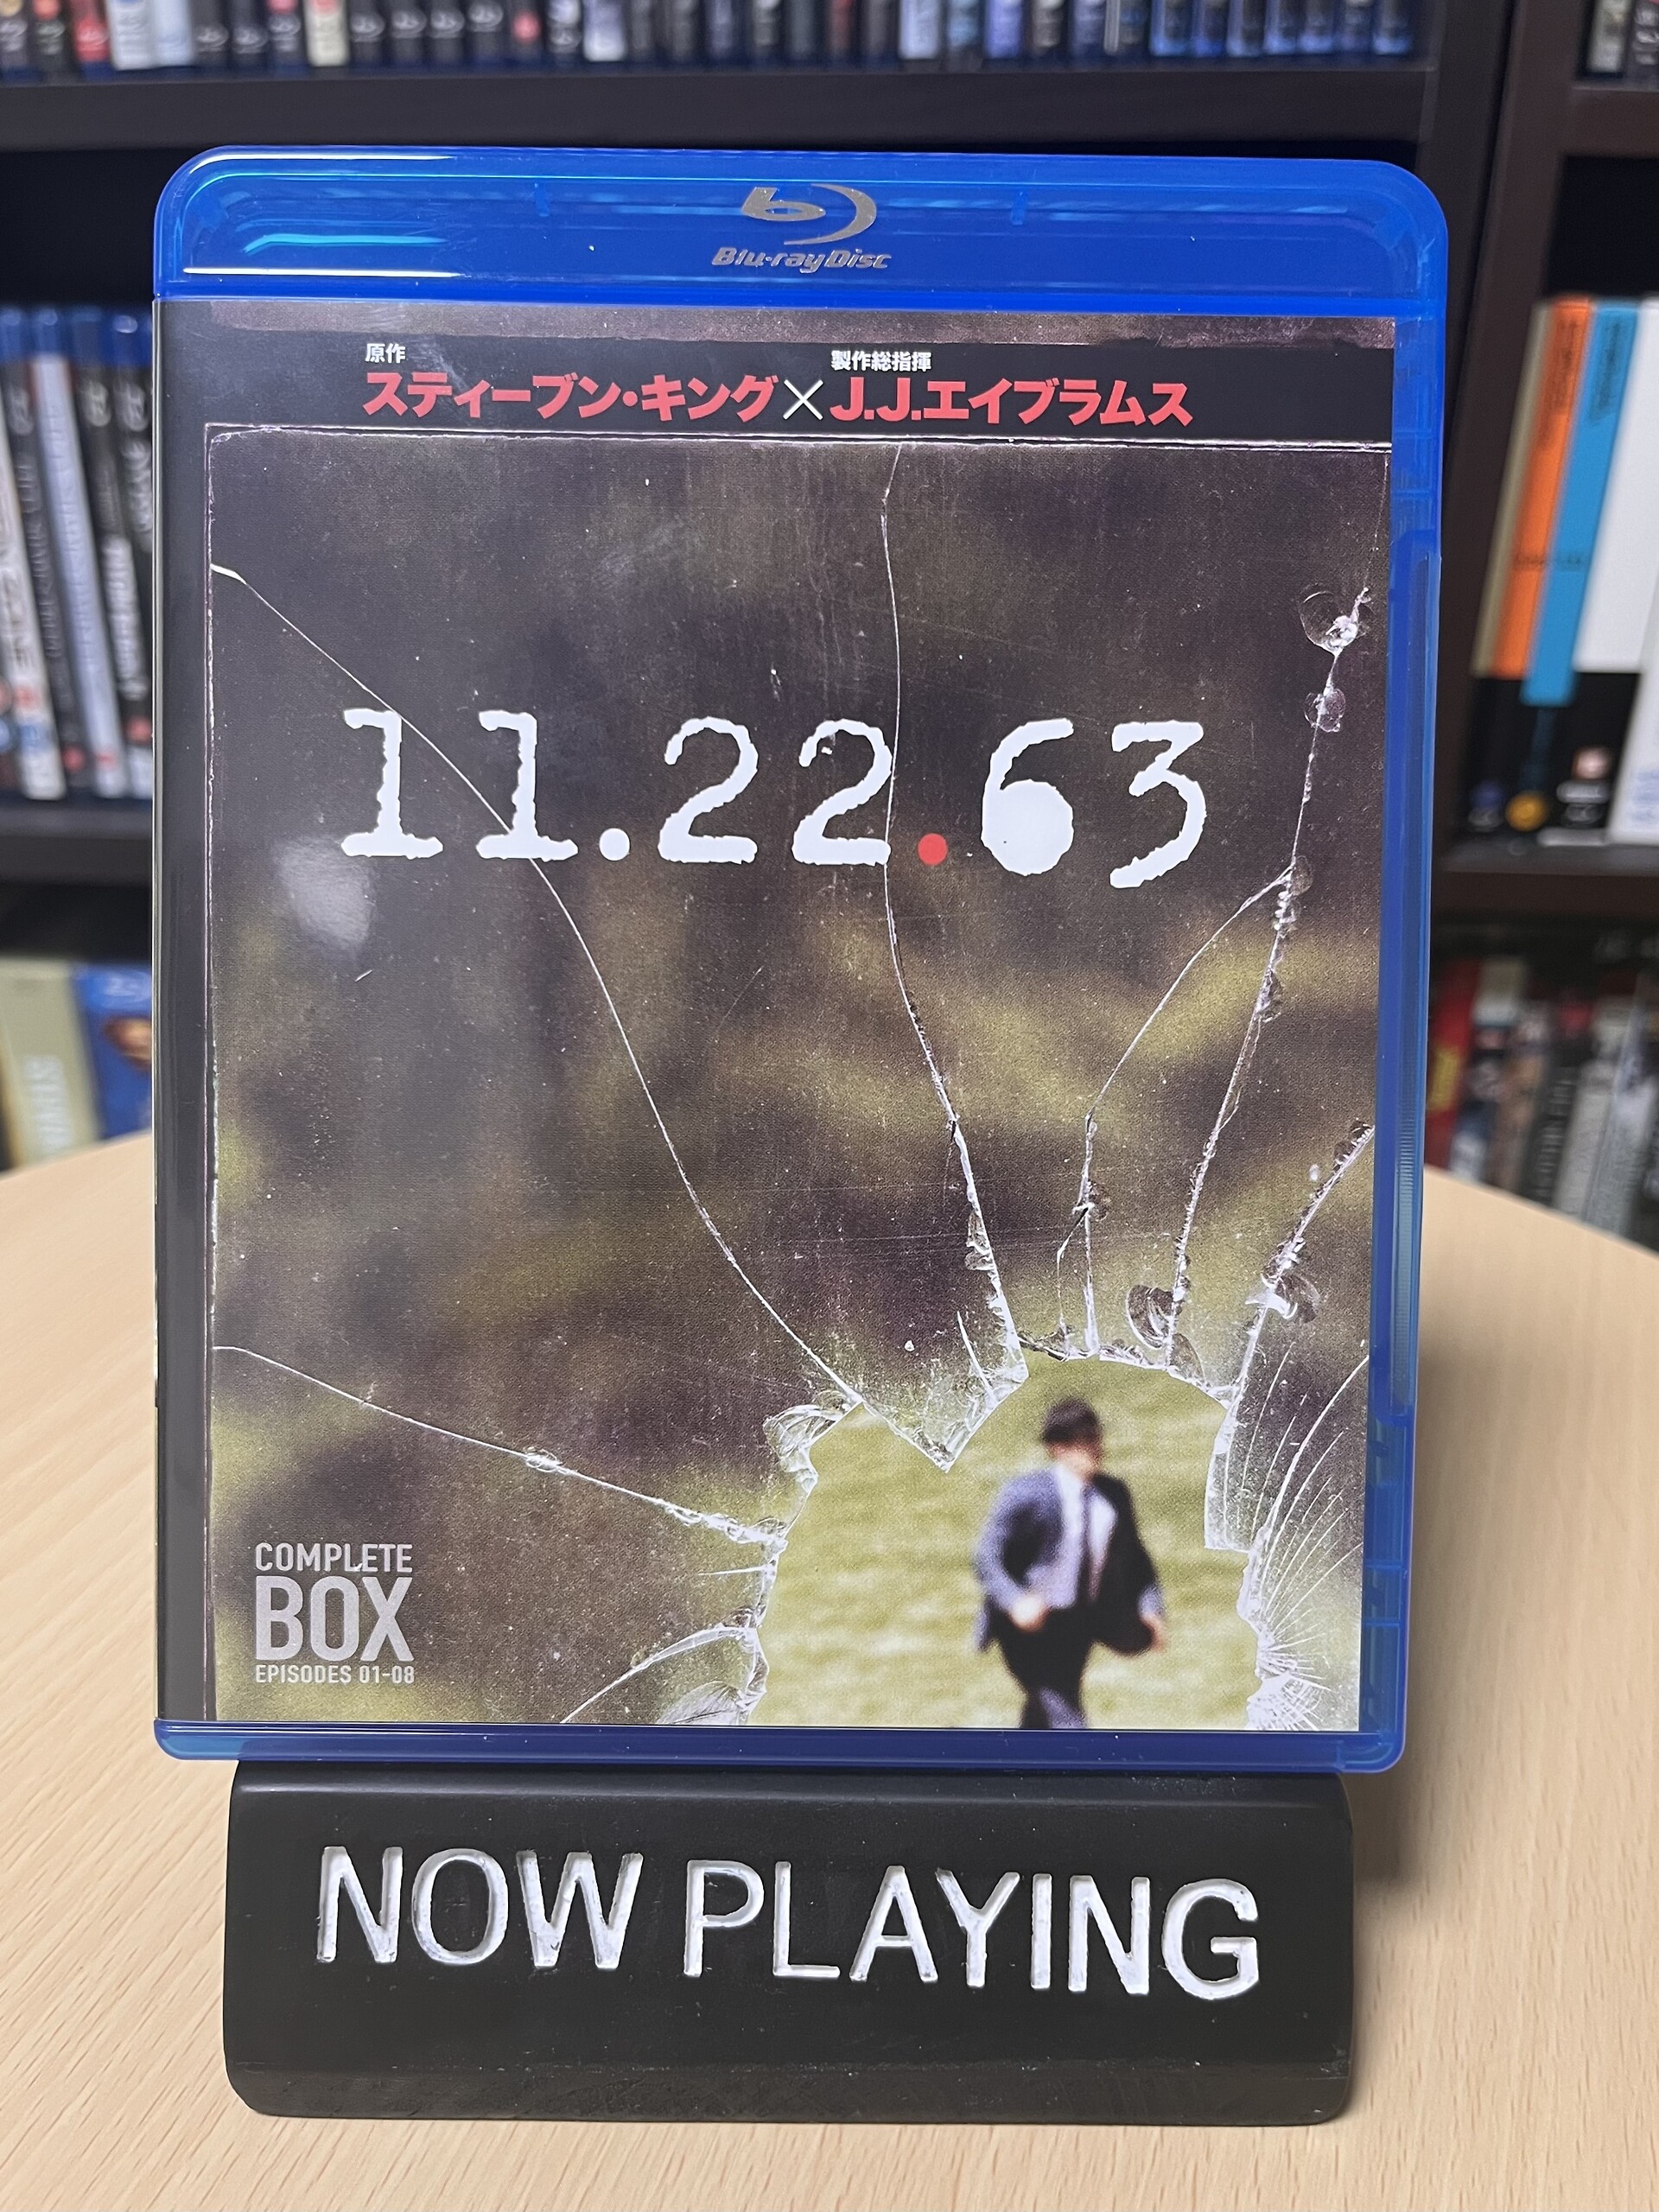 Blu-ray Disc
原作
スティーブン・キング×
製作総指揮
J.J.エイブラムス
11.22.63
COMPLETE
BOX
EPISODES 01-08
NOW PLAYING